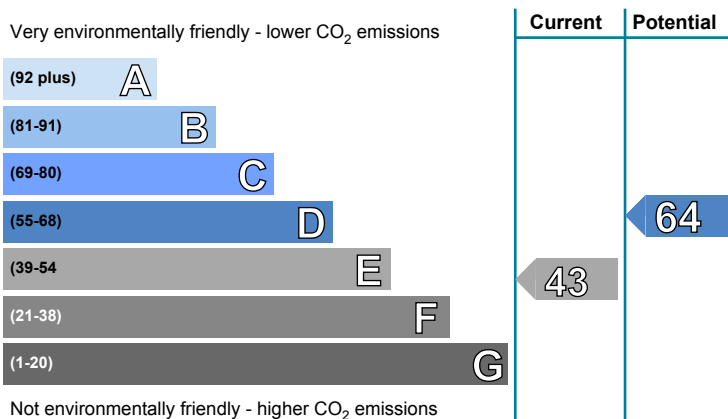 Very environmentally friendly - lower CO2 emissions
Current
Potential
(92 plus) A
(81-91) B
(69-80) C
(55-68) D
64
(39-54 E
43
(21-38) F
(1-20) G
Not environmentally friendly - higher CO2 emissions